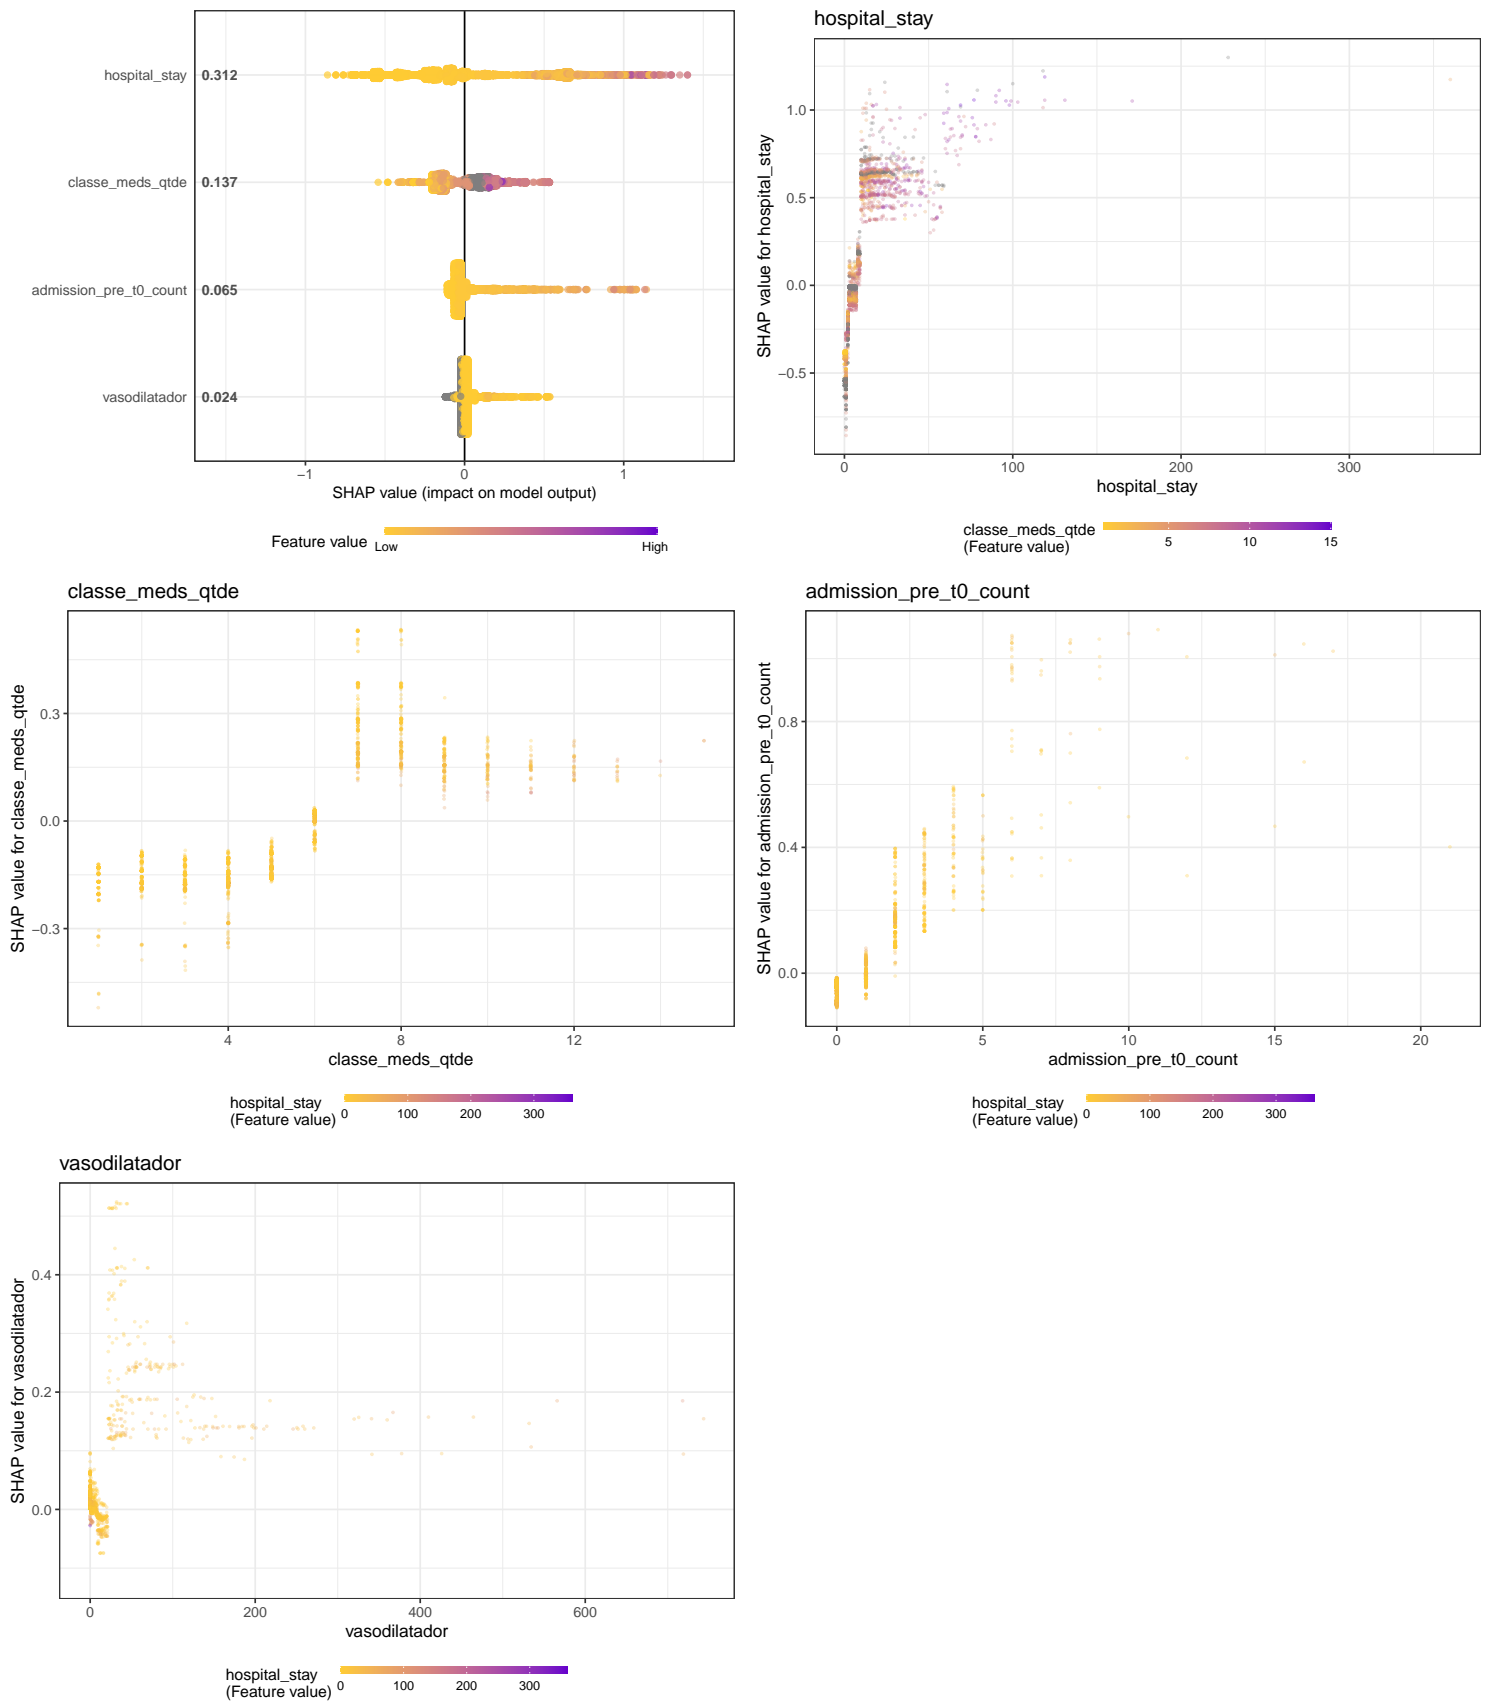 hospital_stay 0.312
classe_meds_qtde 0.137
admission_pre_t0_count 0.065
vasodilatador 0.024
−1 0 1
SHAP value (impact on model output)
Feature value Low High
hospital_stay
SHAP value for hospital_stay
1.0
0.5
0.0
−0.5
0 100 200 300
hospital_stay
classe_meds_qtde
(Feature value)
5 10 15
classe_meds_qtde
SHAP value for classe_meds_qtde
0.3
0.0
−0.3
4 8 12
classe_meds_qtde
hospital_stay
(Feature value)
0 100 200 300
admission_pre_t0_count
SHAP value for admission_pre_t0_count
0.8
0.4
0.0
0 5 10 15 20
admission_pre_t0_count
hospital_stay
(Feature value)
0 100 200 300
vasodilatador
SHAP value for vasodilatador
0.4
0.2
0.0
0 200 400 600
vasodilatador
hospital_stay
(Feature value)
0 100 200 300